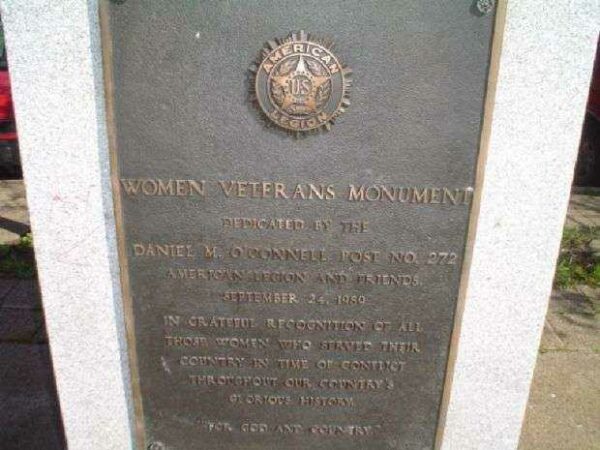 AMERICAN
U.S
LEGION
WOMEN VETERANS MONUMENT
DEDICATED BY THE
DANIEL M. O'CONNELL POST NO. 272
AMERICAN LEGION AND FRIENDS.
SEPTEMBER 24, 1989
IN GRATEFUL RECOGNITION OF ALL
THOSE WOMEN WHO SERVED THEIR
COUNTRY IN TIME OF CONFLICT
THROUGHOUT OUR COUNTRY'S
GLORIOUS HISTORY.
"FOR GOD AND COUNTRY"